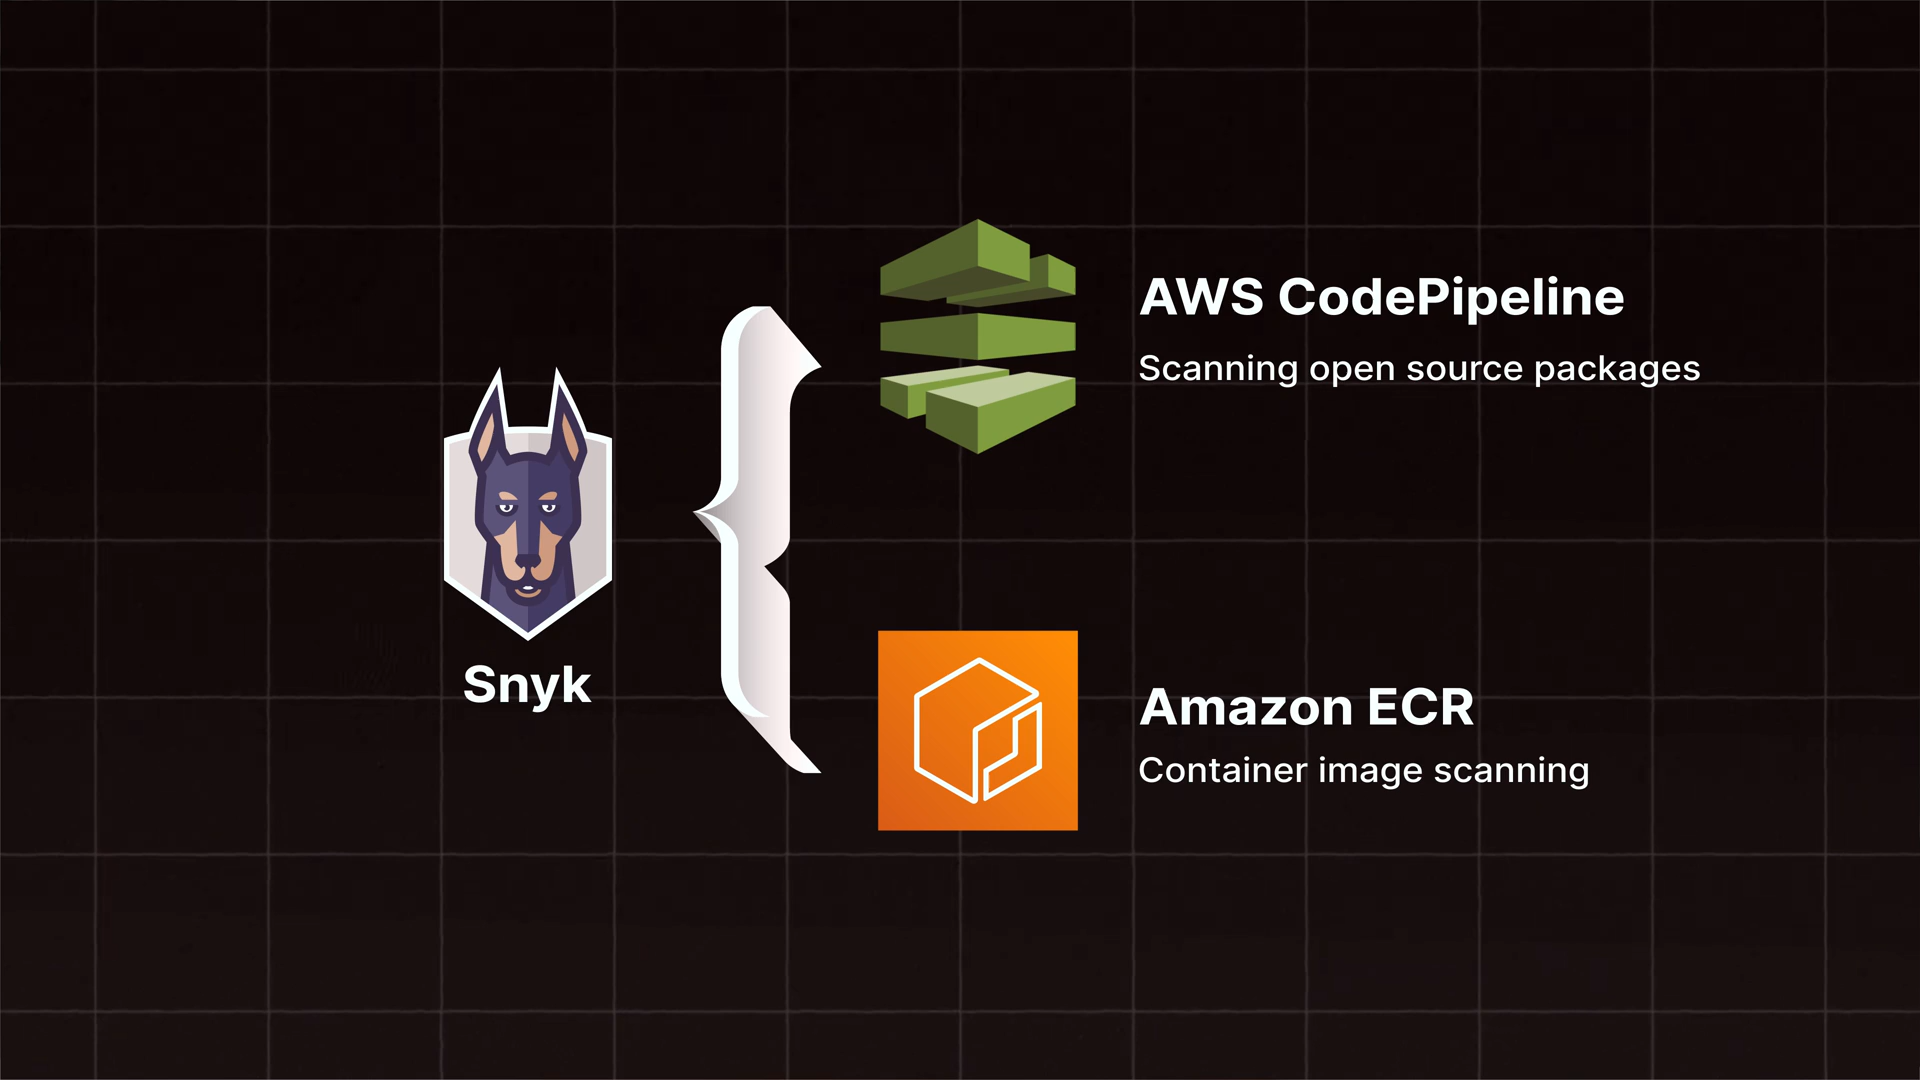 Snyk
AWS CodePipeline
Scanning open source packages
Amazon ECR
Container image scanning